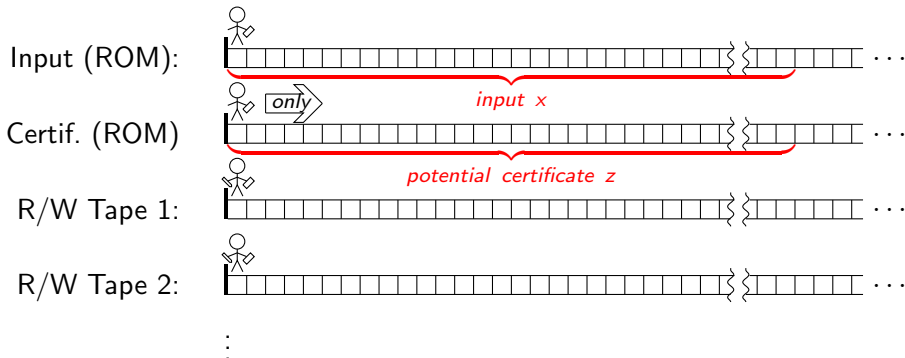 Input (ROM): · · ·
input x
only
Certif. (ROM) · · ·
potential certificate z
R/W Tape 1: · · ·
R/W Tape 2: · · ·
⋮